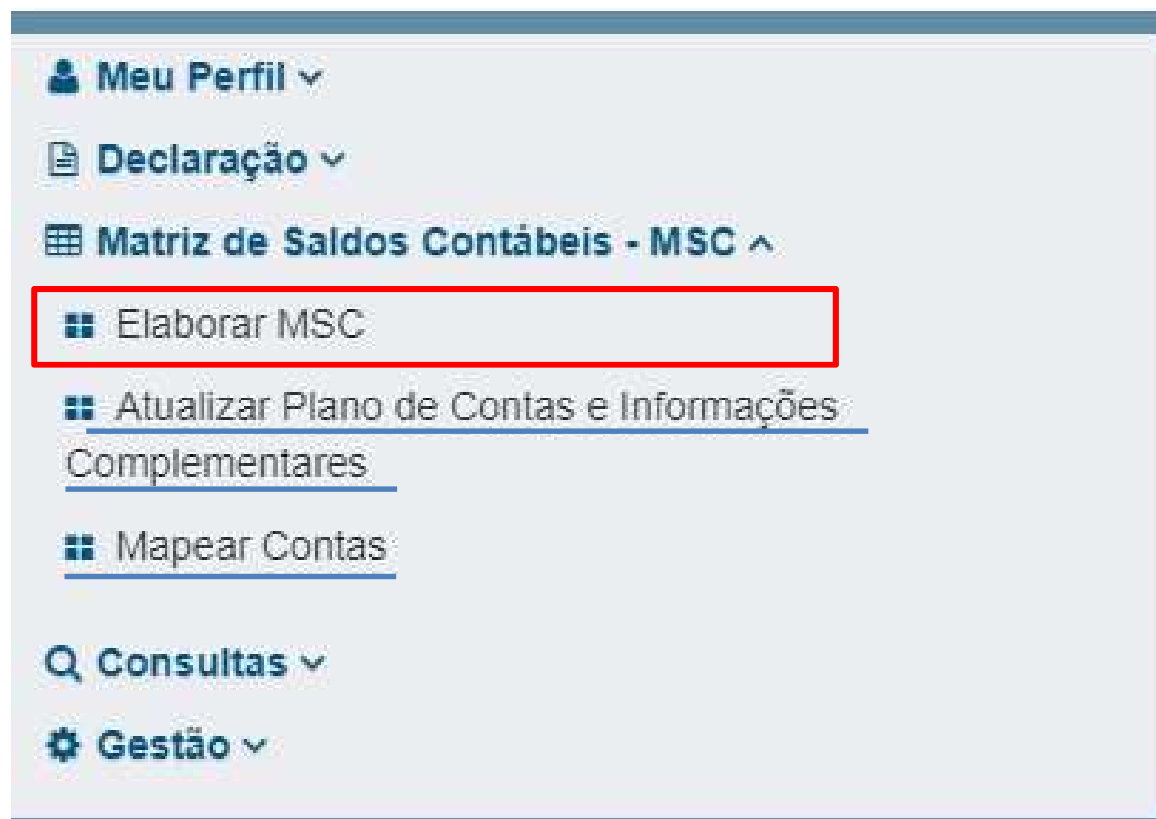 Meu Perfil
Declaração
Matriz de Saldos Contábeis - MSC
Elaborar MSC
Atualizar Plano de Contas e Informações
Complementares
Mapear Contas
Consultas
Gestão